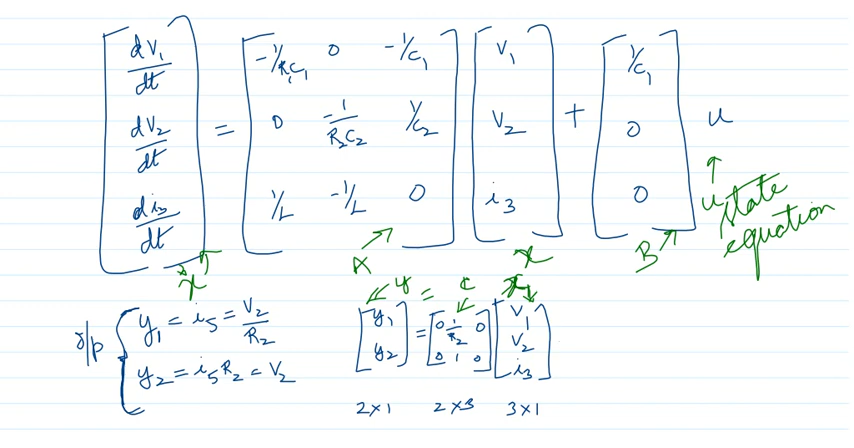 dV₁/dt = -1/R₁C₁ 0 -1/C₁ V₁ + 1/C₁ u
dV₂/dt 0 -1/R₂C₂ 1/C₂ V₂ 0
di₃/dt 1/L -1/L 0 i₃ 0
ẋ A x B u state equation
y = C x
o/p { y₁ = i₅ = V₂/R₂ [y₁ y₂] = [0 1/R₂ 0 0 1 0] [V₁ V₂ i₃]
y₂ = i₅R₂ = V₂
2×1 2×3 3×1